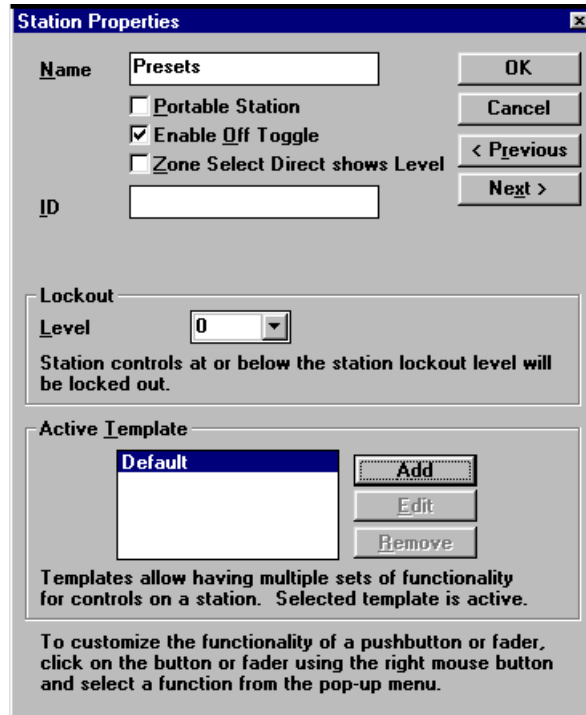 Station Properties
Name Presets OK
Portable Station Cancel
Enable Off Toggle < Previous
Zone Select Direct shows Level Next >
ID
Lockout
Level 0
Station controls at or below the station lockout level will
be locked out.
Active Template
Default Add
Edit
Remove
Templates allow having multiple sets of functionality
for controls on a station. Selected template is active.
To customize the functionality of a pushbutton or fader,
click on the button or fader using the right mouse button
and select a function from the pop-up menu.